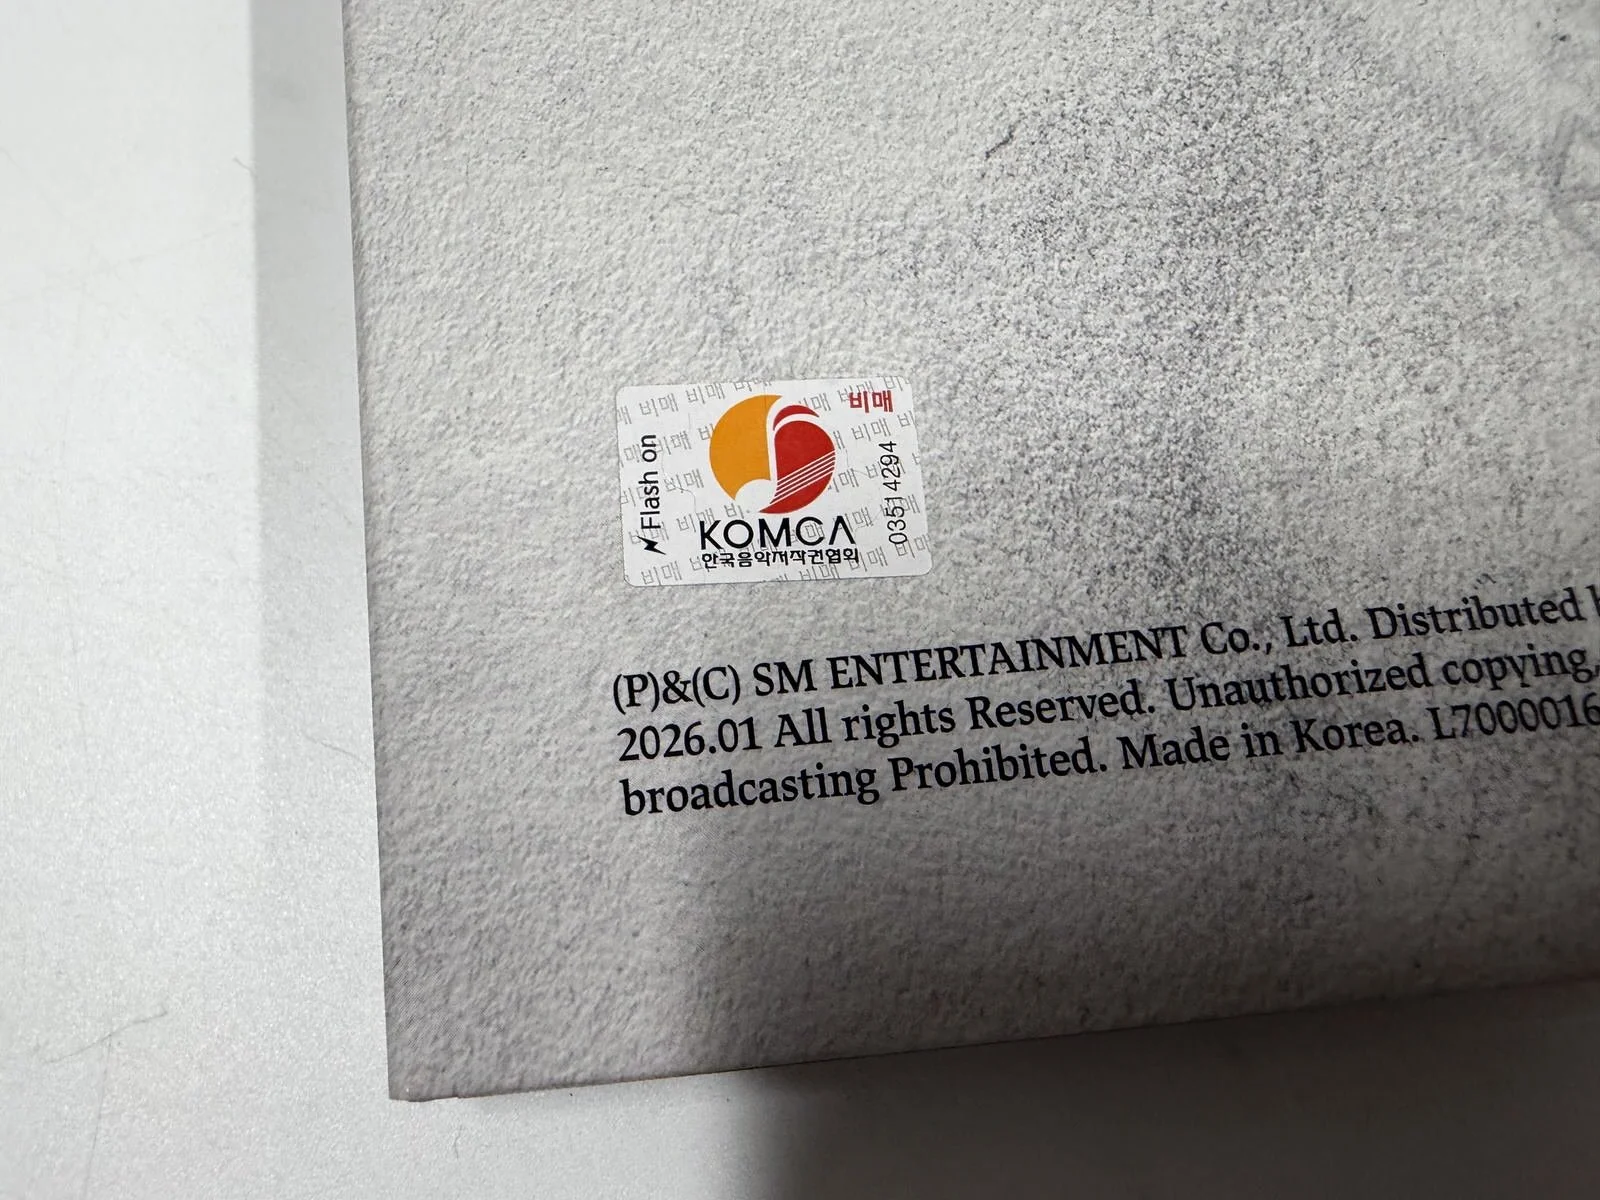 비매
Flash on
03514294
KOMCA
한국음악저작권협회
(P)&(C) SM ENTERTAINMENT Co., Ltd. Distributed
2026.01 All rights Reserved. Unauthorized copying,
broadcasting Prohibited. Made in Korea. L7000016